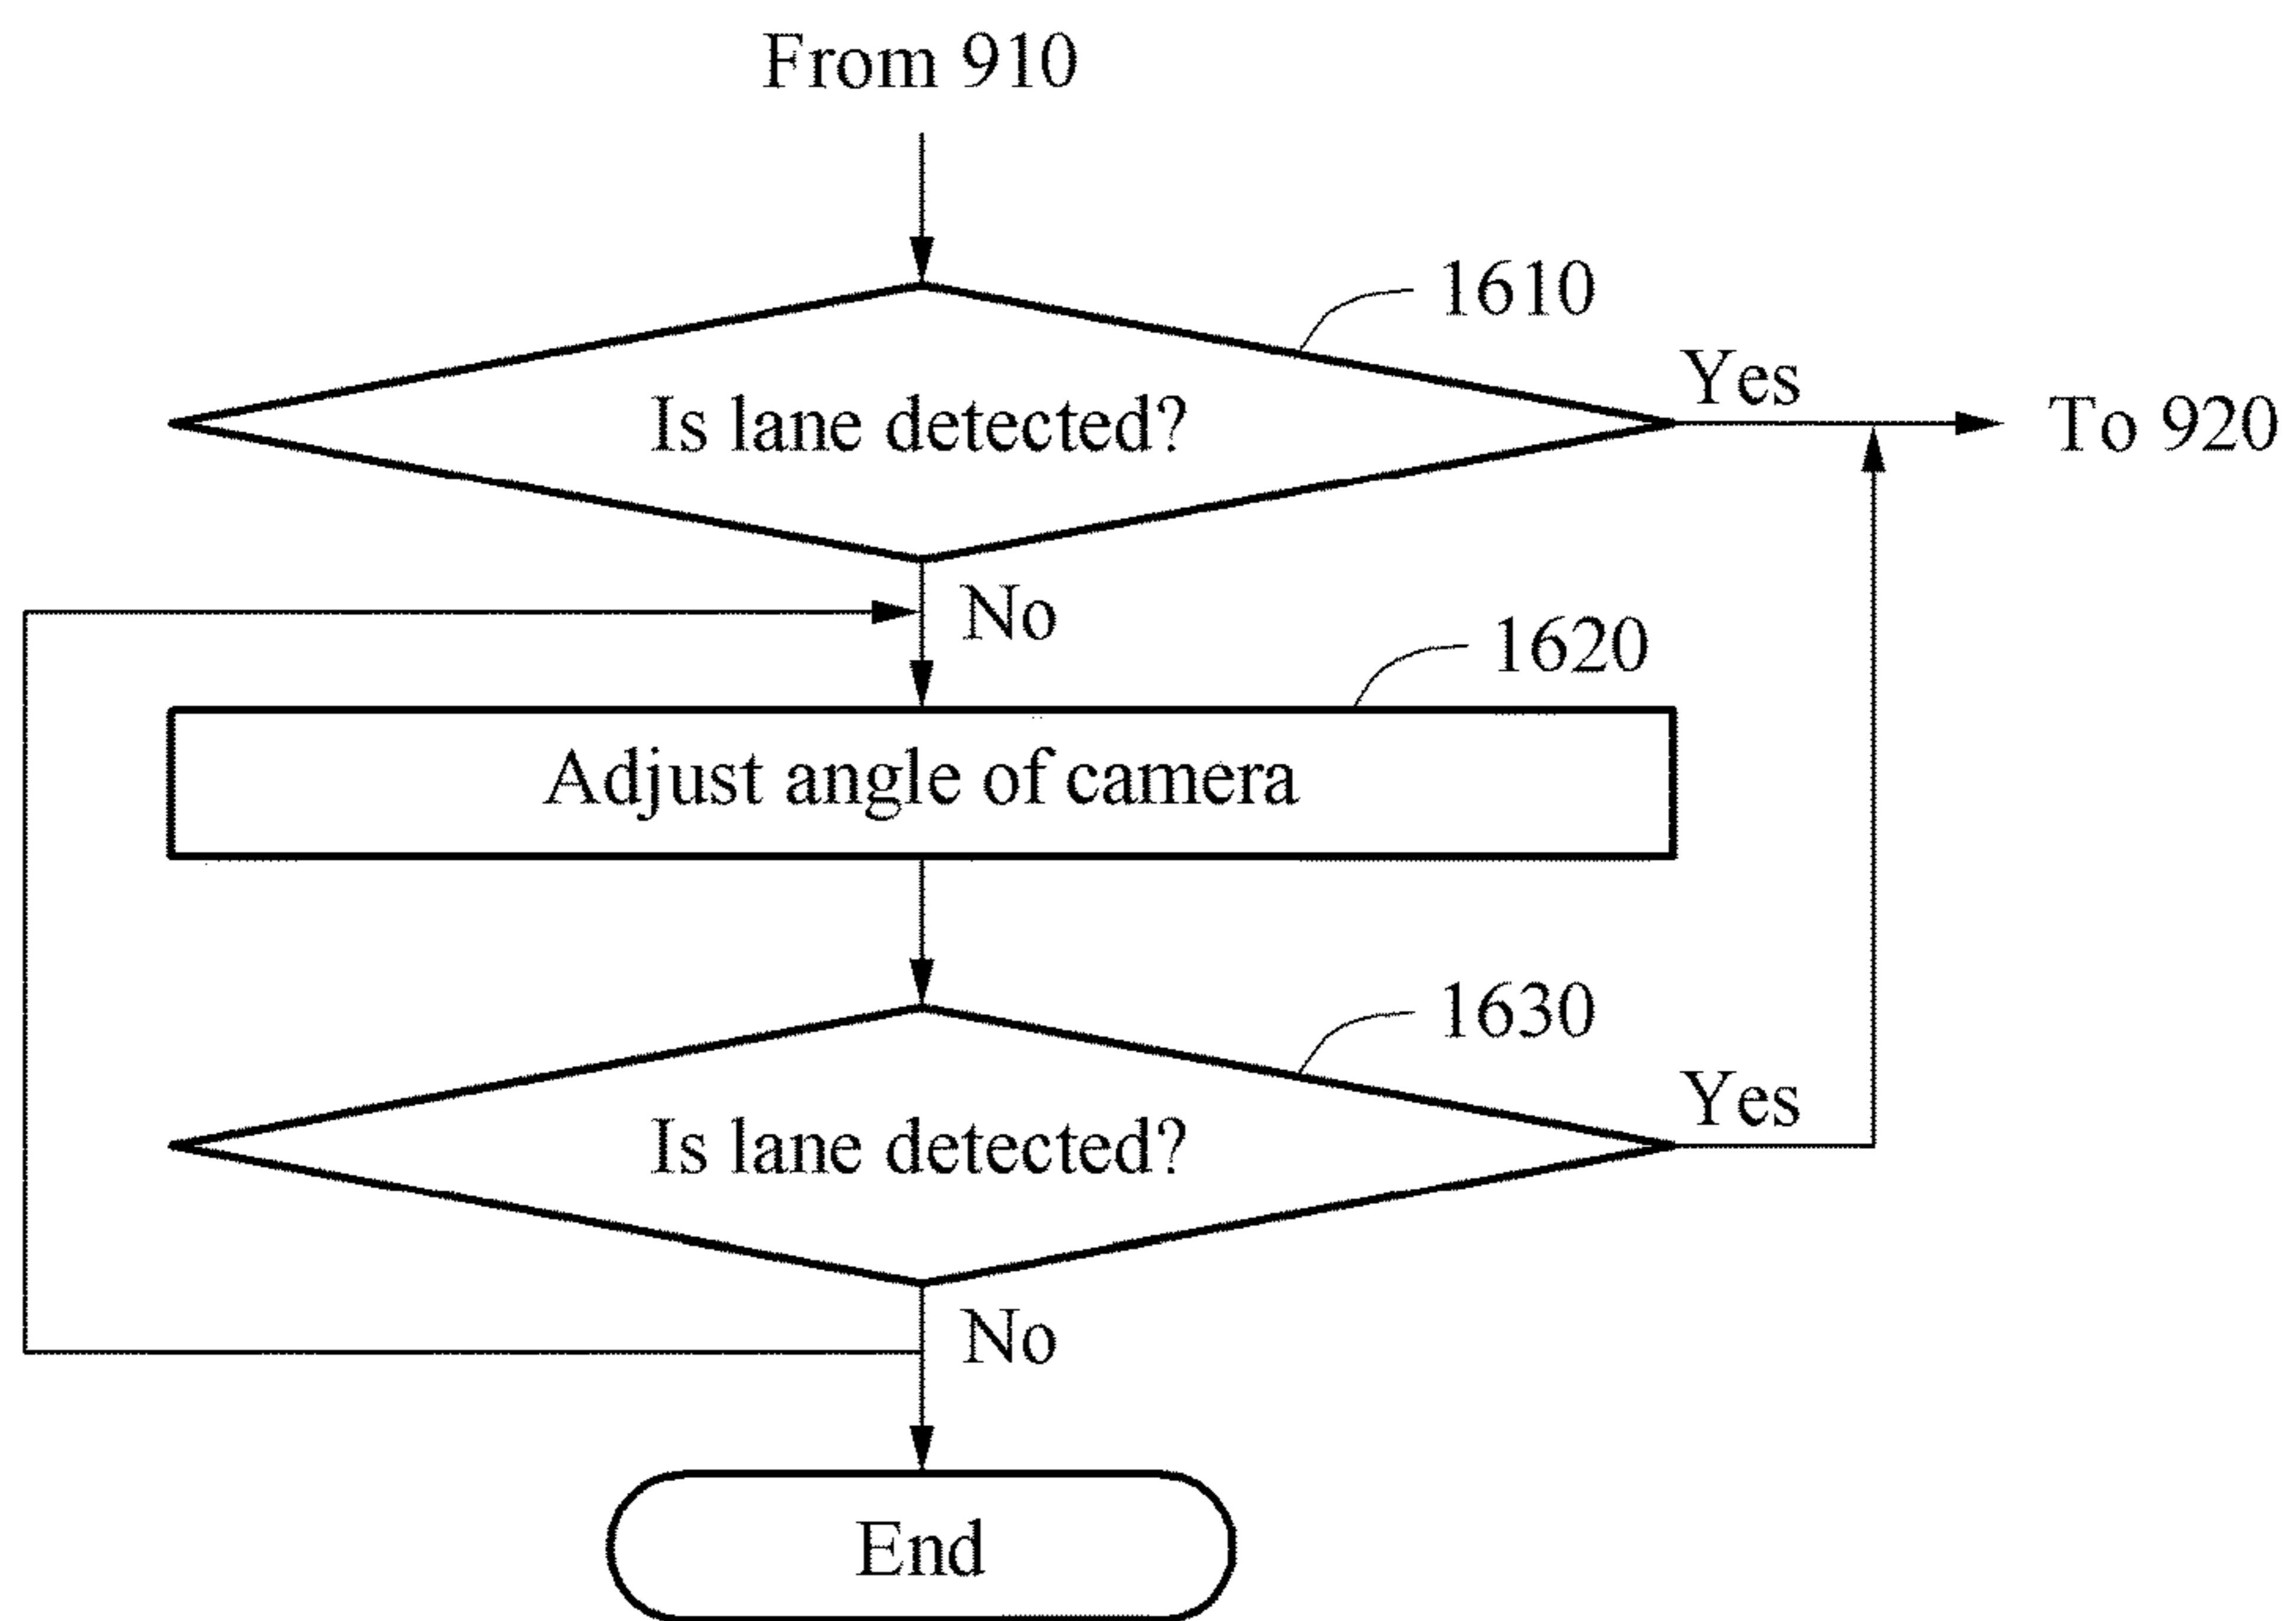 From 910
1610
Yes
Is lane detected?
To 920
No
1620
Adjust angle of camera
1630
Yes
Is lane detected?
No
End